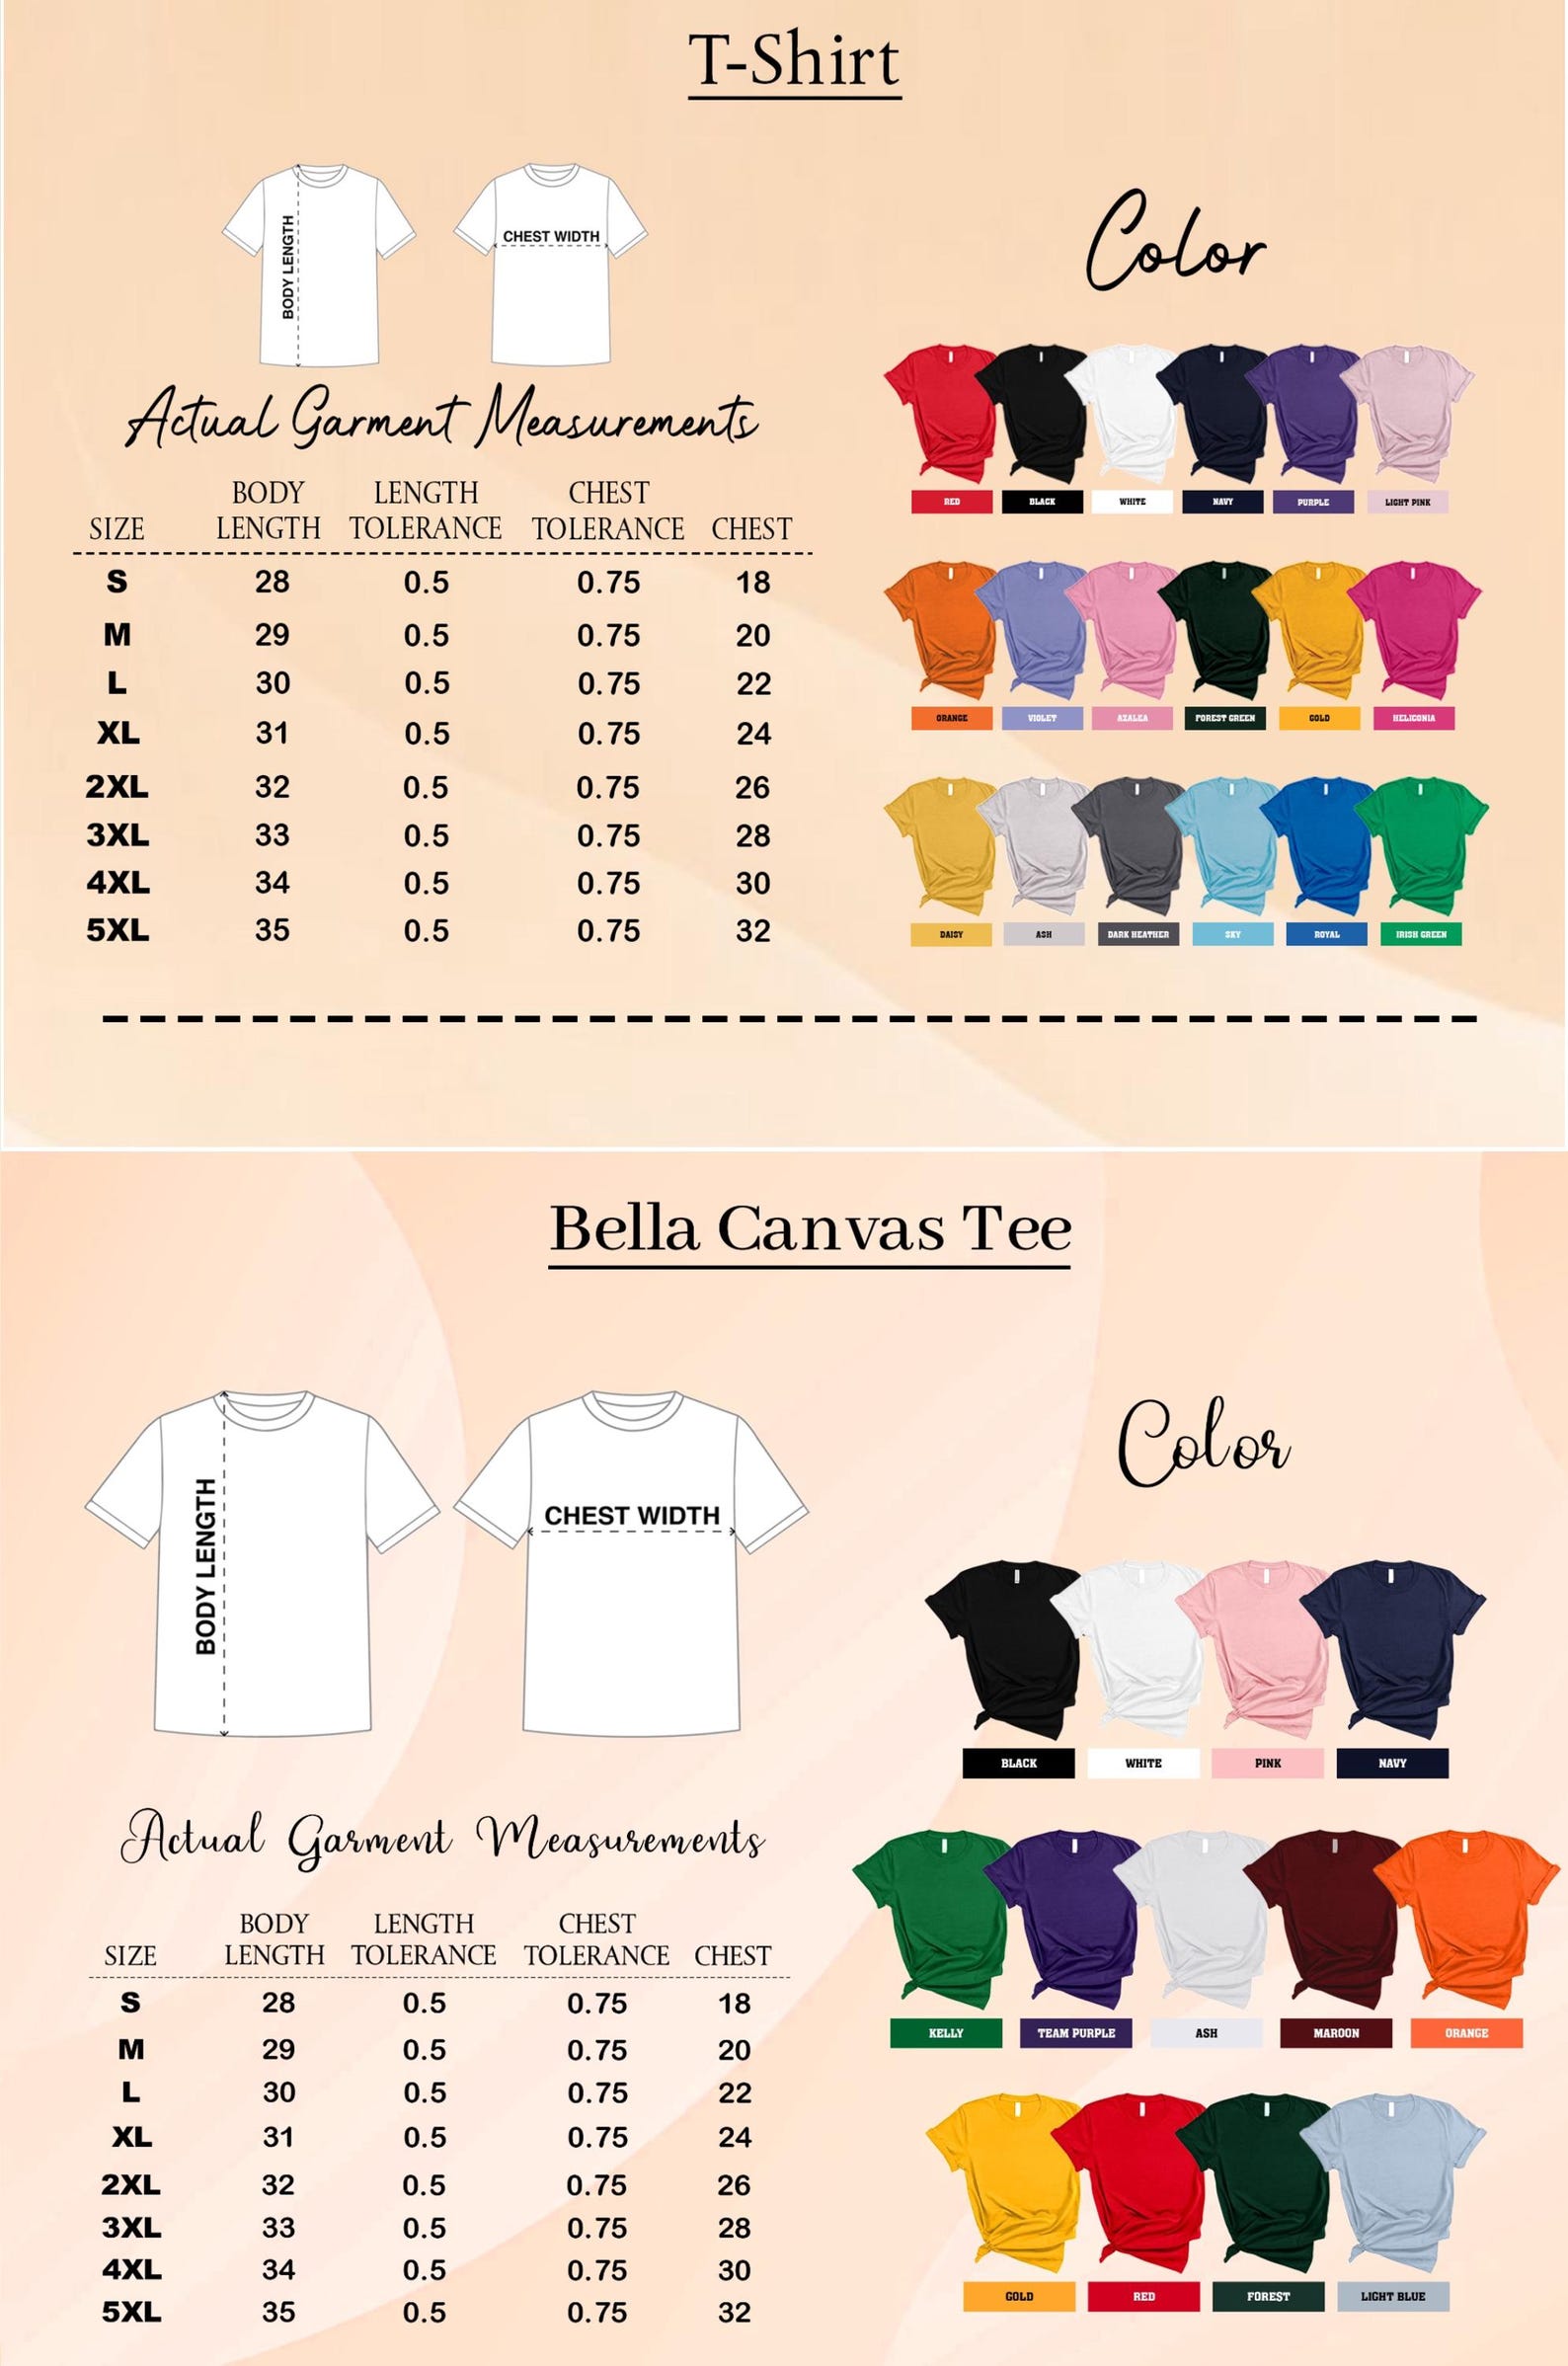 T-Shirt
BODY LENGTH
CHEST WIDTH
Actual Garment Measurements
SIZE BODY LENGTH LENGTH TOLERANCE CHEST TOLERANCE CHEST
S 28 0.5 0.75 18
M 29 0.5 0.75 20
L 30 0.5 0.75 22
XL 31 0.5 0.75 24
2XL 32 0.5 0.75 26
3XL 33 0.5 0.75 28
4XL 34 0.5 0.75 30
5XL 35 0.5 0.75 32
Color
RED BLACK WHITE NAVY PURPLE LIGHT PINK
ORANGE VIOLET AZALEA FOREST GREEN GOLD HELICONIA
DAISY ASH DARK HEATHER SKY ROYAL IRISH GREEN
Bella Canvas Tee
BODY LENGTH
CHEST WIDTH
Actual Garment Measurements
SIZE BODY LENGTH LENGTH TOLERANCE CHEST TOLERANCE CHEST
S 28 0.5 0.75 18
M 29 0.5 0.75 20
L 30 0.5 0.75 22
XL 31 0.5 0.75 24
2XL 32 0.5 0.75 26
3XL 33 0.5 0.75 28
4XL 34 0.5 0.75 30
5XL 35 0.5 0.75 32
Color
BLACK WHITE PINK NAVY
KELLY TEAM PURPLE ASH MAROON ORANGE
GOLD RED FOREST LIGHT BLUE